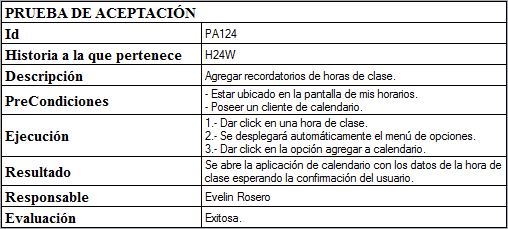 PRUEBA DE ACEPTACIÓN
Id PA124
Historia a la que pertenece H24W
Descripción Agregar recordatorios de horas de clase.
PreCondiciones - Estar ubicado en la pantalla de mis horarios.
- Poseer un cliente de calendario.
Ejecución 1.- Dar click en una hora de clase.
2.- Se desplegará automáticamente el menú de opciones.
3.- Dar click en la opción agregar a calendario.
Resultado Se abre la aplicación de calendario con los datos de la hora de
clase esperando la confirmación del usuario.
Responsable Evelin Rosero
Evaluación Exitosa.